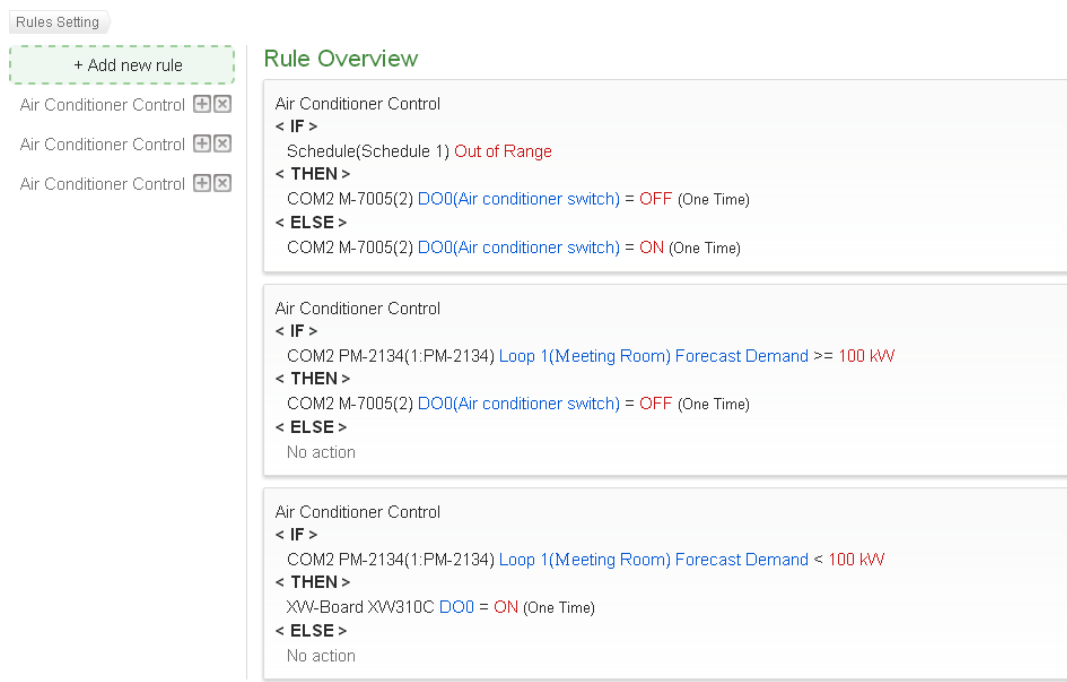 Rules Setting
+ Add new rule
Air Conditioner Control
Air Conditioner Control
Air Conditioner Control
Rule Overview
Air Conditioner Control
< IF >
Schedule(Schedule 1) Out of Range
< THEN >
COM2 M-7005(2) DO0(Air conditioner switch) = OFF (One Time)
< ELSE >
COM2 M-7005(2) DO0(Air conditioner switch) = ON (One Time)
Air Conditioner Control
< IF >
COM2 PM-2134(1:PM-2134) Loop 1(Meeting Room) Forecast Demand >= 100 kW
< THEN >
COM2 M-7005(2) DO0(Air conditioner switch) = OFF (One Time)
< ELSE >
No action
Air Conditioner Control
< IF >
COM2 PM-2134(1:PM-2134) Loop 1(Meeting Room) Forecast Demand < 100 kW
< THEN >
XW-Board XW310C DO0 = ON (One Time)
< ELSE >
No action